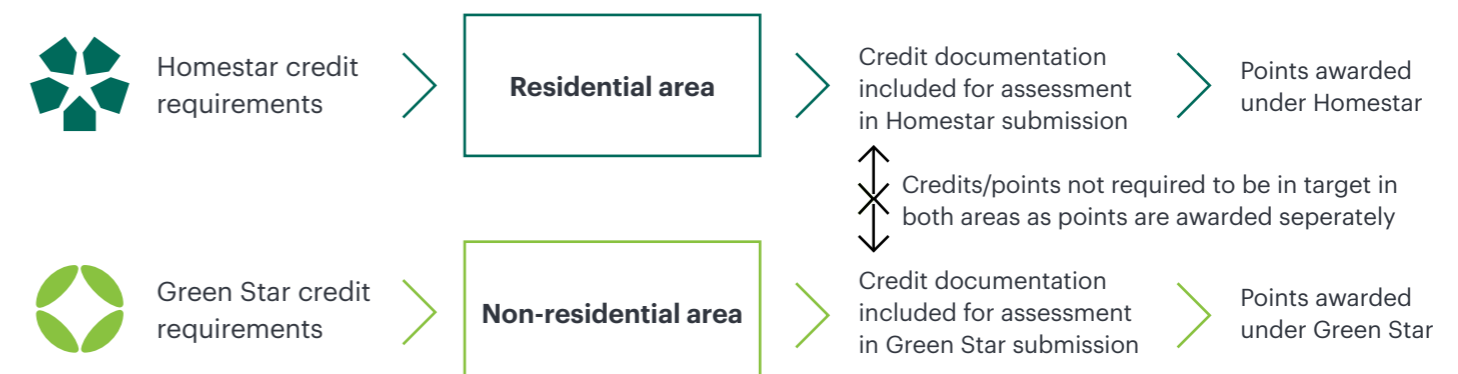 Homestar credit
requirements
Residential area
Credit documentation
included for assessment
in Homestar submission
Points awarded
under Homestar
Credits/points not required to be in target in
both areas as points are awarded seperately
Green Star credit
requirements
Non-residential area
Credit documentation
included for assessment
in Green Star submission
Points awarded
under Green Star